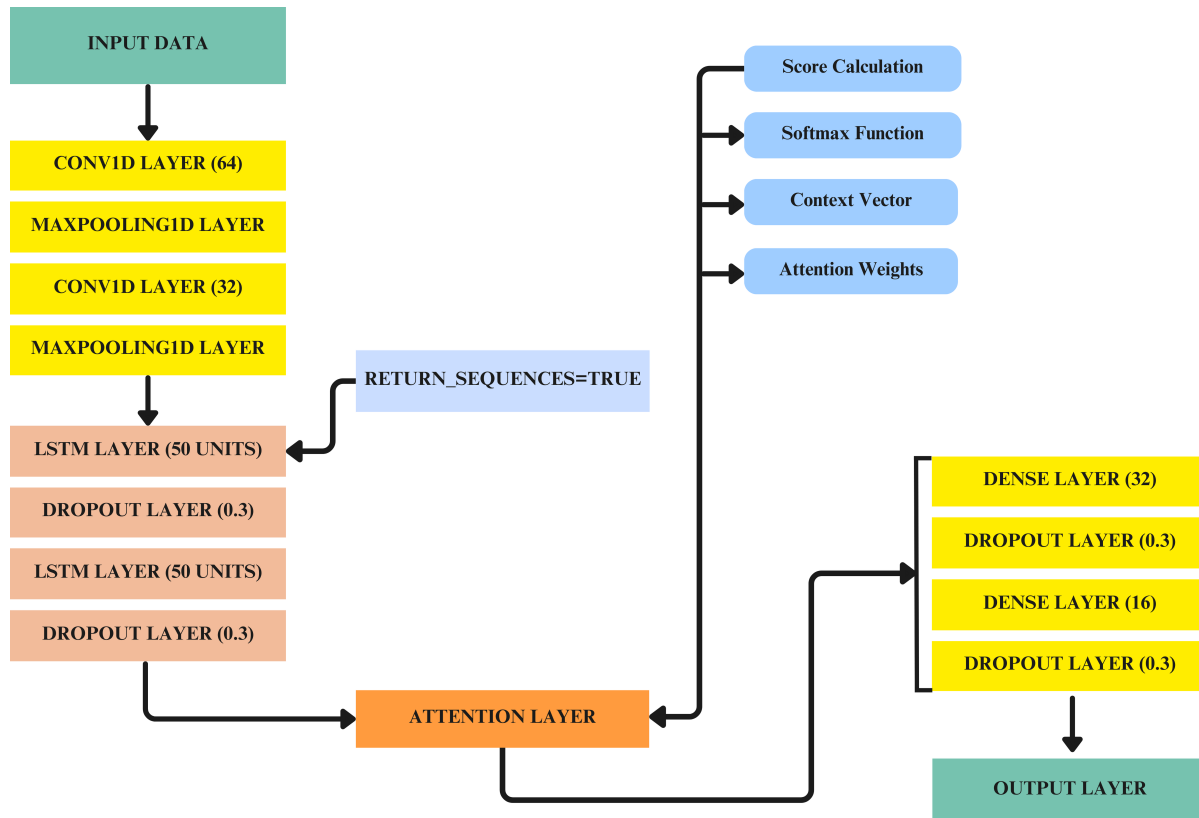 INPUT DATA
CONV1D LAYER (64)
MAXPOOLING1D LAYER
CONV1D LAYER (32)
MAXPOOLING1D LAYER
RETURN_SEQUENCES=TRUE
LSTM LAYER (50 UNITS)
DROPOUT LAYER (0.3)
LSTM LAYER (50 UNITS)
DROPOUT LAYER (0.3)
ATTENTION LAYER
Score Calculation
Softmax Function
Context Vector
Attention Weights
DENSE LAYER (32)
DROPOUT LAYER (0.3)
DENSE LAYER (16)
DROPOUT LAYER (0.3)
OUTPUT LAYER